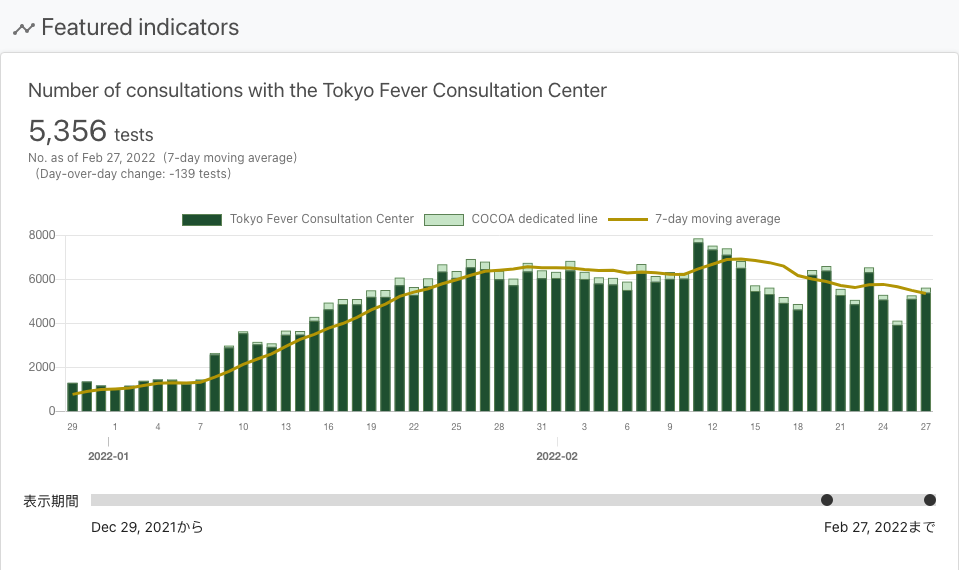 Featured indicators
Number of consultations with the Tokyo Fever Consultation Center
5,356 tests
No. as of Feb 27, 2022 (7-day moving average)
(Day-over-day change: -139 tests)
Tokyo Fever Consultation Center COCOA dedicated line 7-day moving average
8000
6000
4000
2000
0
29 1 4 7 10 13 16 19 22 25 28 31 3 6 9 12 15 18 21 24 27
2022-01 2022-02
表示期間
Dec 29, 2021から Feb 27, 2022まで